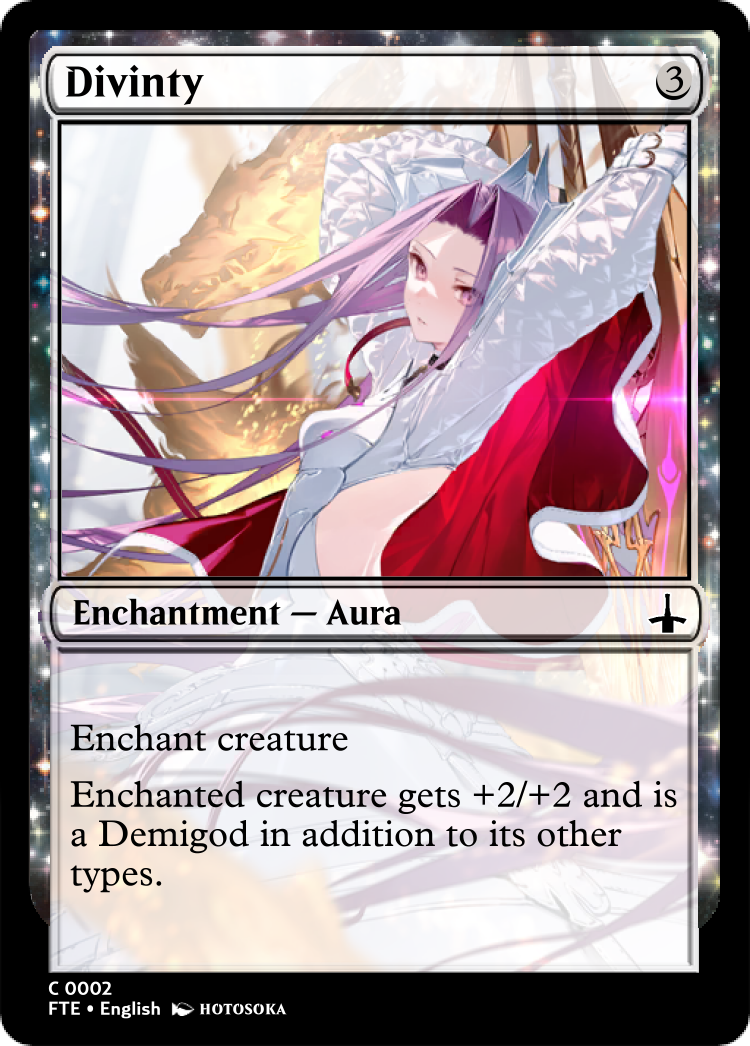 Divinty
3
Enchantment — Aura
Enchant creature
Enchanted creature gets +2/+2 and is
a Demigod in addition to its other
types.
C 0002
FTE • English HOTOSOKA